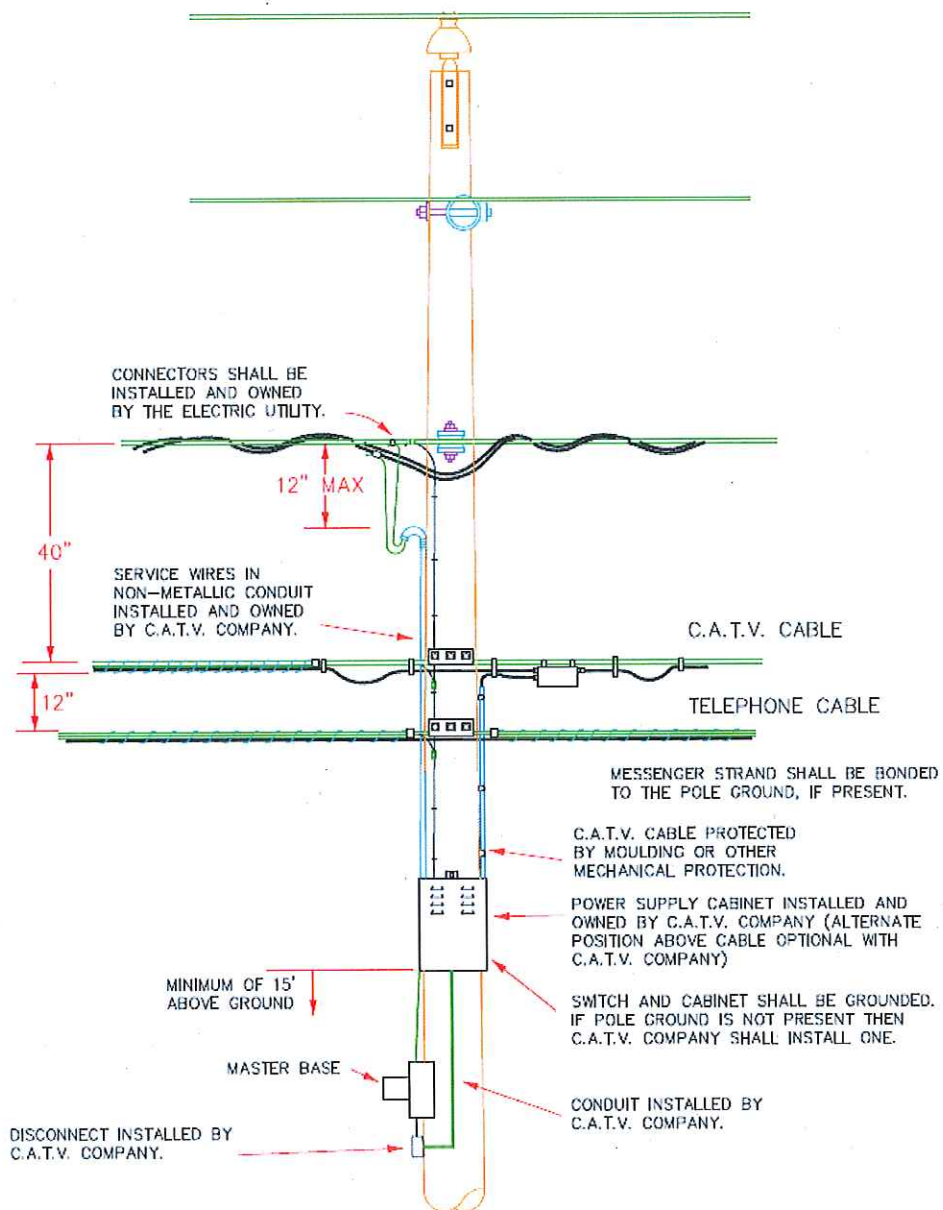 CONNECTORS SHALL BE
INSTALLED AND OWNED
BY THE ELECTRIC UTILITY.
12" MAX
40"
SERVICE WIRES IN
NON-METALLIC CONDUIT
INSTALLED AND OWNED
BY C.A.T.V. COMPANY.
C.A.T.V. CABLE
12"
TELEPHONE CABLE
MESSENGER STRAND SHALL BE BONDED
TO THE POLE GROUND, IF PRESENT.
C.A.T.V. CABLE PROTECTED
BY MOULDING OR OTHER
MECHANICAL PROTECTION.
POWER SUPPLY CABINET INSTALLED AND
OWNED BY C.A.T.V. COMPANY (ALTERNATE
POSITION ABOVE CABLE OPTIONAL WITH
C.A.T.V. COMPANY)
MINIMUM OF 15'
ABOVE GROUND
SWITCH AND CABINET SHALL BE GROUNDED.
IF POLE GROUND IS NOT PRESENT THEN
C.A.T.V. COMPANY SHALL INSTALL ONE.
MASTER BASE
CONDUIT INSTALLED BY
C.A.T.V. COMPANY.
DISCONNECT INSTALLED BY
C.A.T.V. COMPANY.